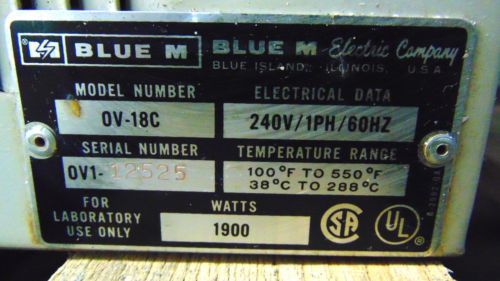 BLUE M BLUE M Electric Company
BLUE ISLAND, ILLINOIS, U.S.A.
MODEL NUMBER ELECTRICAL DATA
OV-18C 240V/1PH/60HZ
SERIAL NUMBER TEMPERATURE RANGE
OV1-12525 100°F TO 550°F
38°C TO 288°C
FOR LABORATORY USE ONLY
WATTS
1900
SA
UL